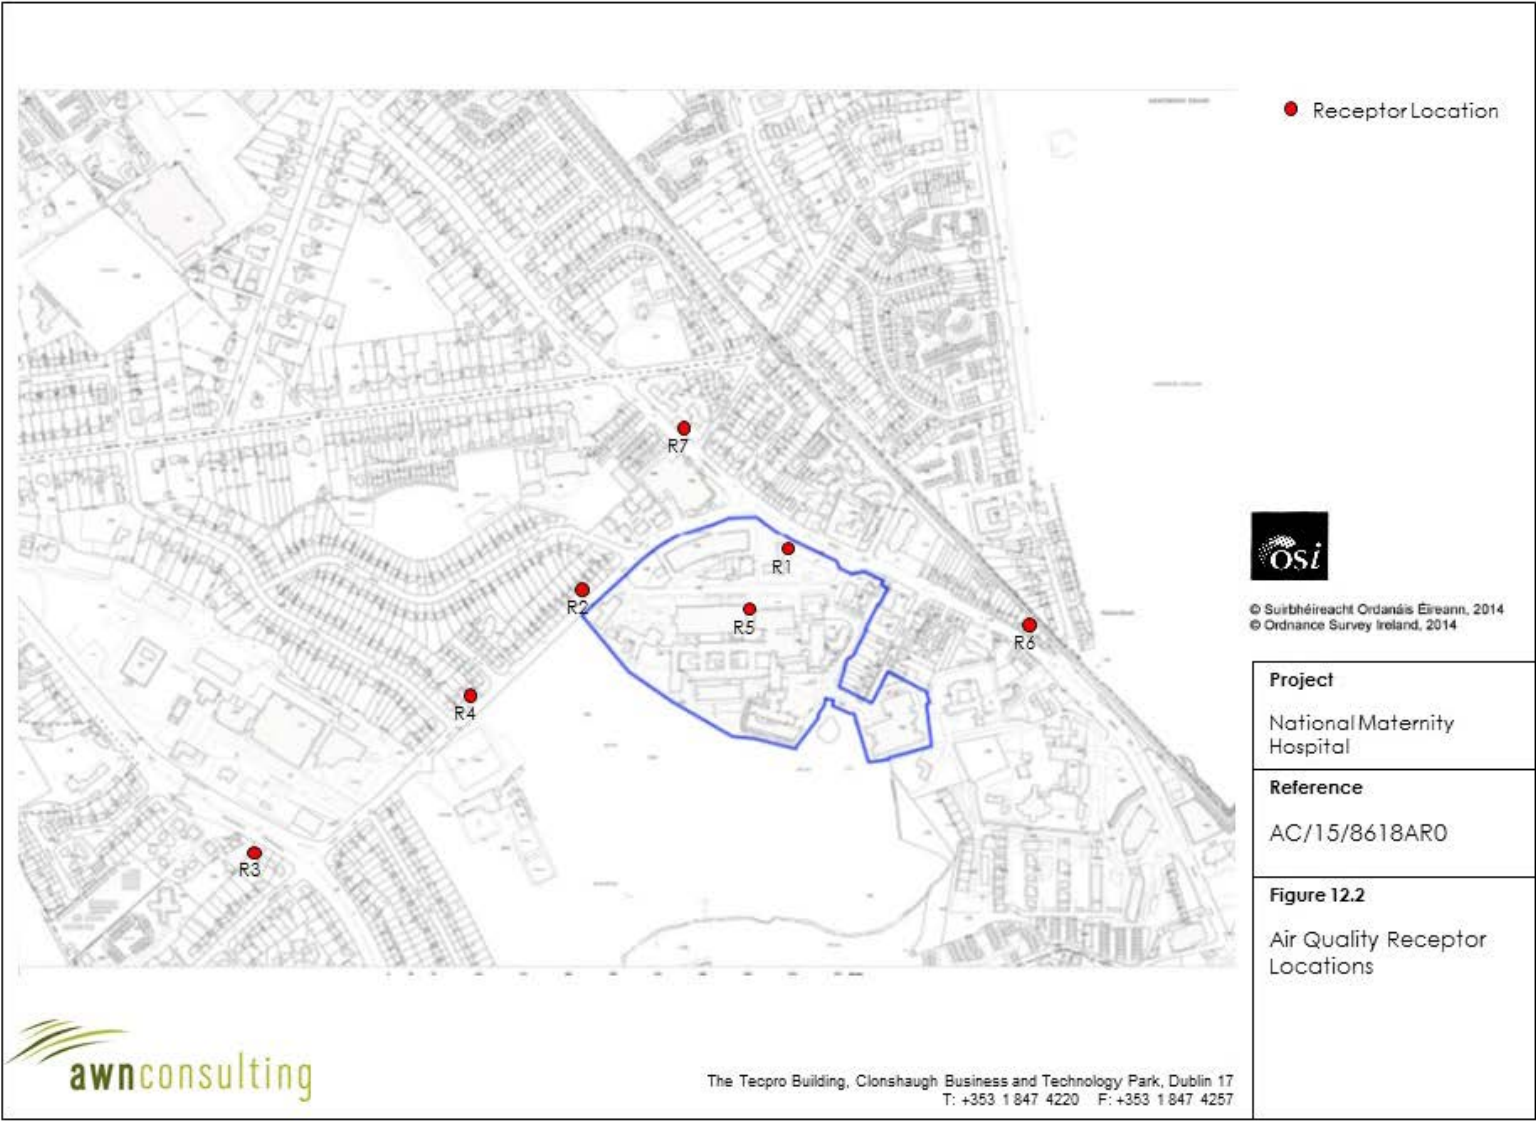 Receptor Location
R7
R1
R2
R5
R6
R4
R3
osi
© Suirbhéireacht Ordanáis Éireann, 2014
© Ordnance Survey Ireland, 2014
Project
National Maternity
Hospital
Reference
AC/15/8618AR0
Figure 12.2
Air Quality Receptor
Locations
awnconsulting
The Tecpro Building, Clonshaugh Business and Technology Park, Dublin 17
T: +353 1 847 4220 F: +353 1 847 4257